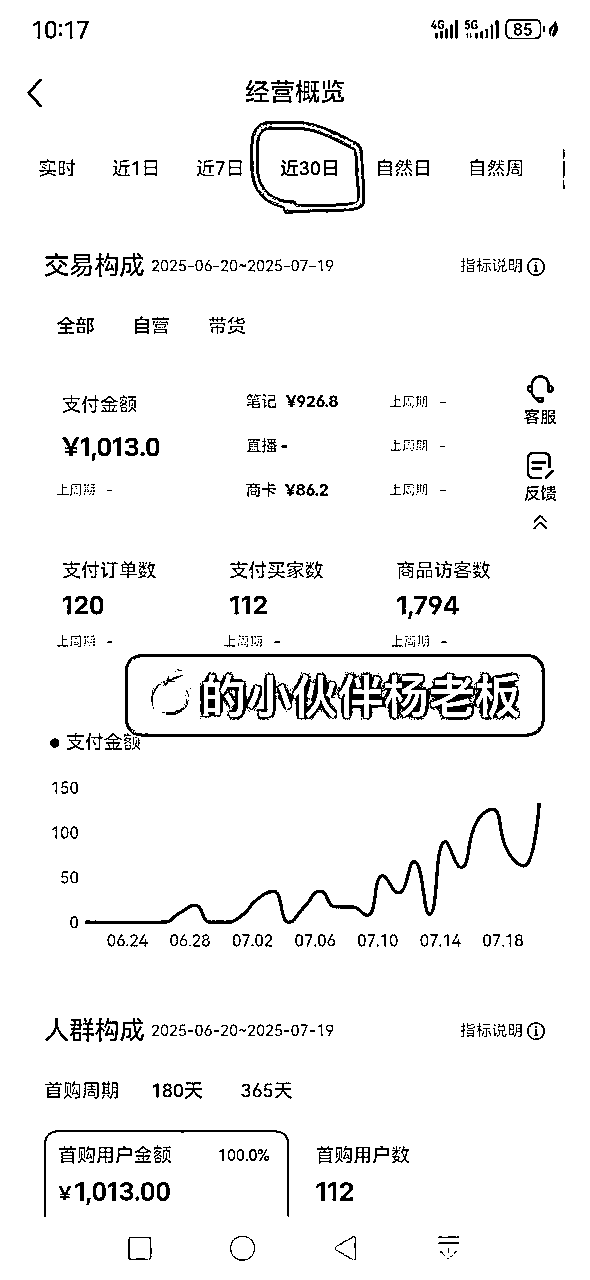 10:17 4G 5G 85
经营概览
实时 近1日 近7日 近30日 自然日 自然周
交易构成 2025-06-20~2025-07-19 指标说明
全部 自营 带货
支付金额 笔记 ¥926.8 上周期 -
¥1,013.0 直播 - 上周期 -
上周期 - 商卡 ¥86.2 上周期 -
客服
反馈
支付订单数 支付买家数 商品访客数
120 112 1,794
上周期 - 上周期 - 上周期 -
的小伙伴杨老板
支付金额
150
100
50
0
06.24 06.28 07.02 07.06 07.10 07.14 07.18
人群构成 2025-06-20~2025-07-19 指标说明
首购周期 180天 365天
首购用户金额 100.0% 首购用户数
¥1,013.00 112